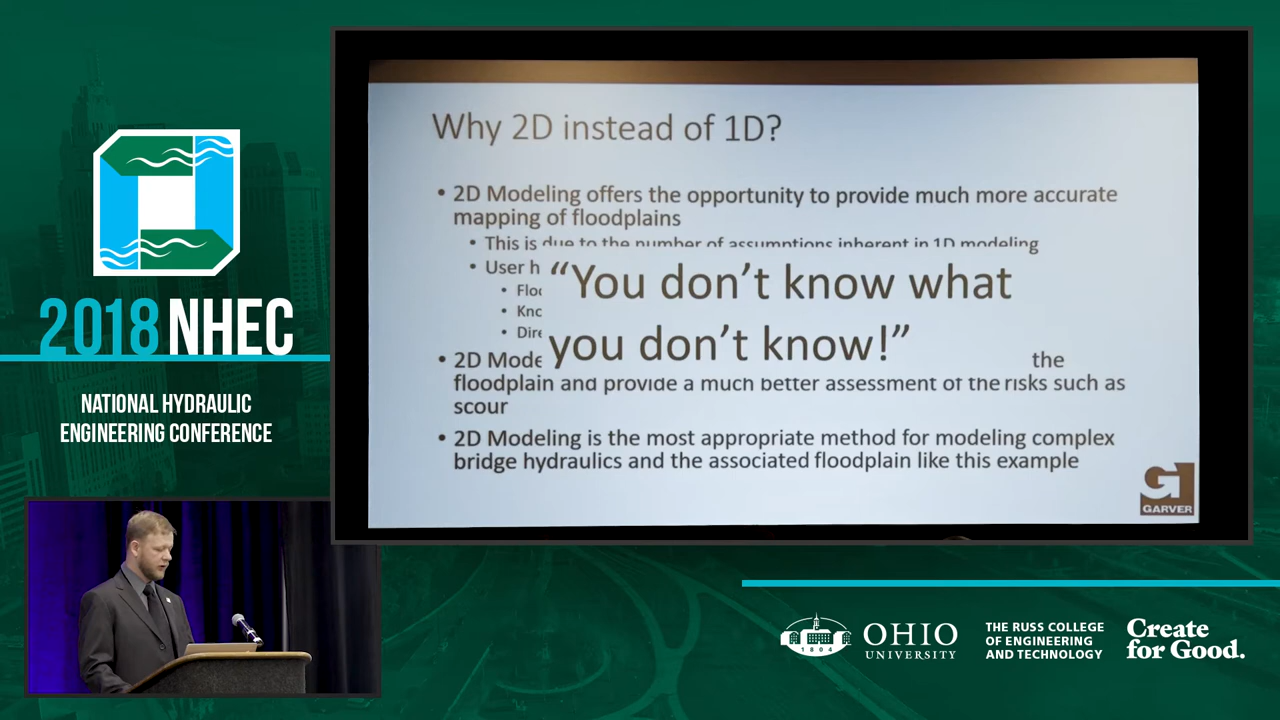 2018 NHEC
NATIONAL HYDRAULIC
ENGINEERING CONFERENCE
Why 2D instead of 1D?
• 2D Modeling offers the opportunity to provide much more accurate
mapping of floodplains
• This is due to the number of assumptions inherent in 1D modeling
• User h
• Floo
• Kno
• Dire
“You don’t know what
you don’t know!”
• 2D Mode the
floodplain and provide a much better assessment of the risks such as
scour
• 2D Modeling is the most appropriate method for modeling complex
bridge hydraulics and the associated floodplain like this example
GARVER
1804
OHIO
UNIVERSITY
THE RUSS COLLEGE
OF ENGINEERING
AND TECHNOLOGY
Create
for Good.